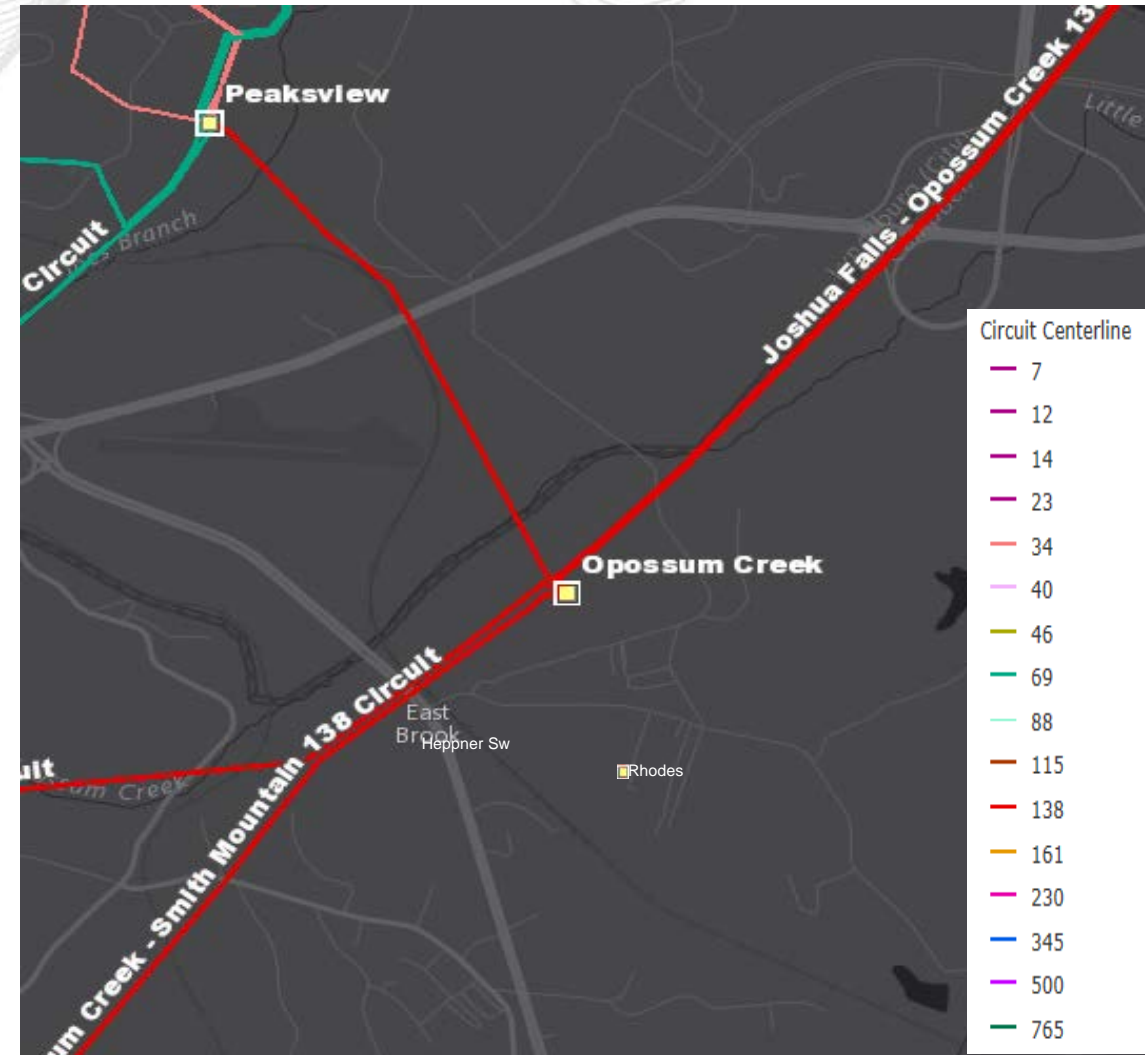 Peaksview
Circuit
Branch
Joshua Falls - Opossum Creek 138
Little
Circuit Centerline
7
12
14
23
34
40
46
69
88
115
138
161
230
345
500
765
Opossum Creek
um Creek - Smith Mountain 138 Circuit
East
Brook
Heppner Sw
Rhodes
uit
Creek